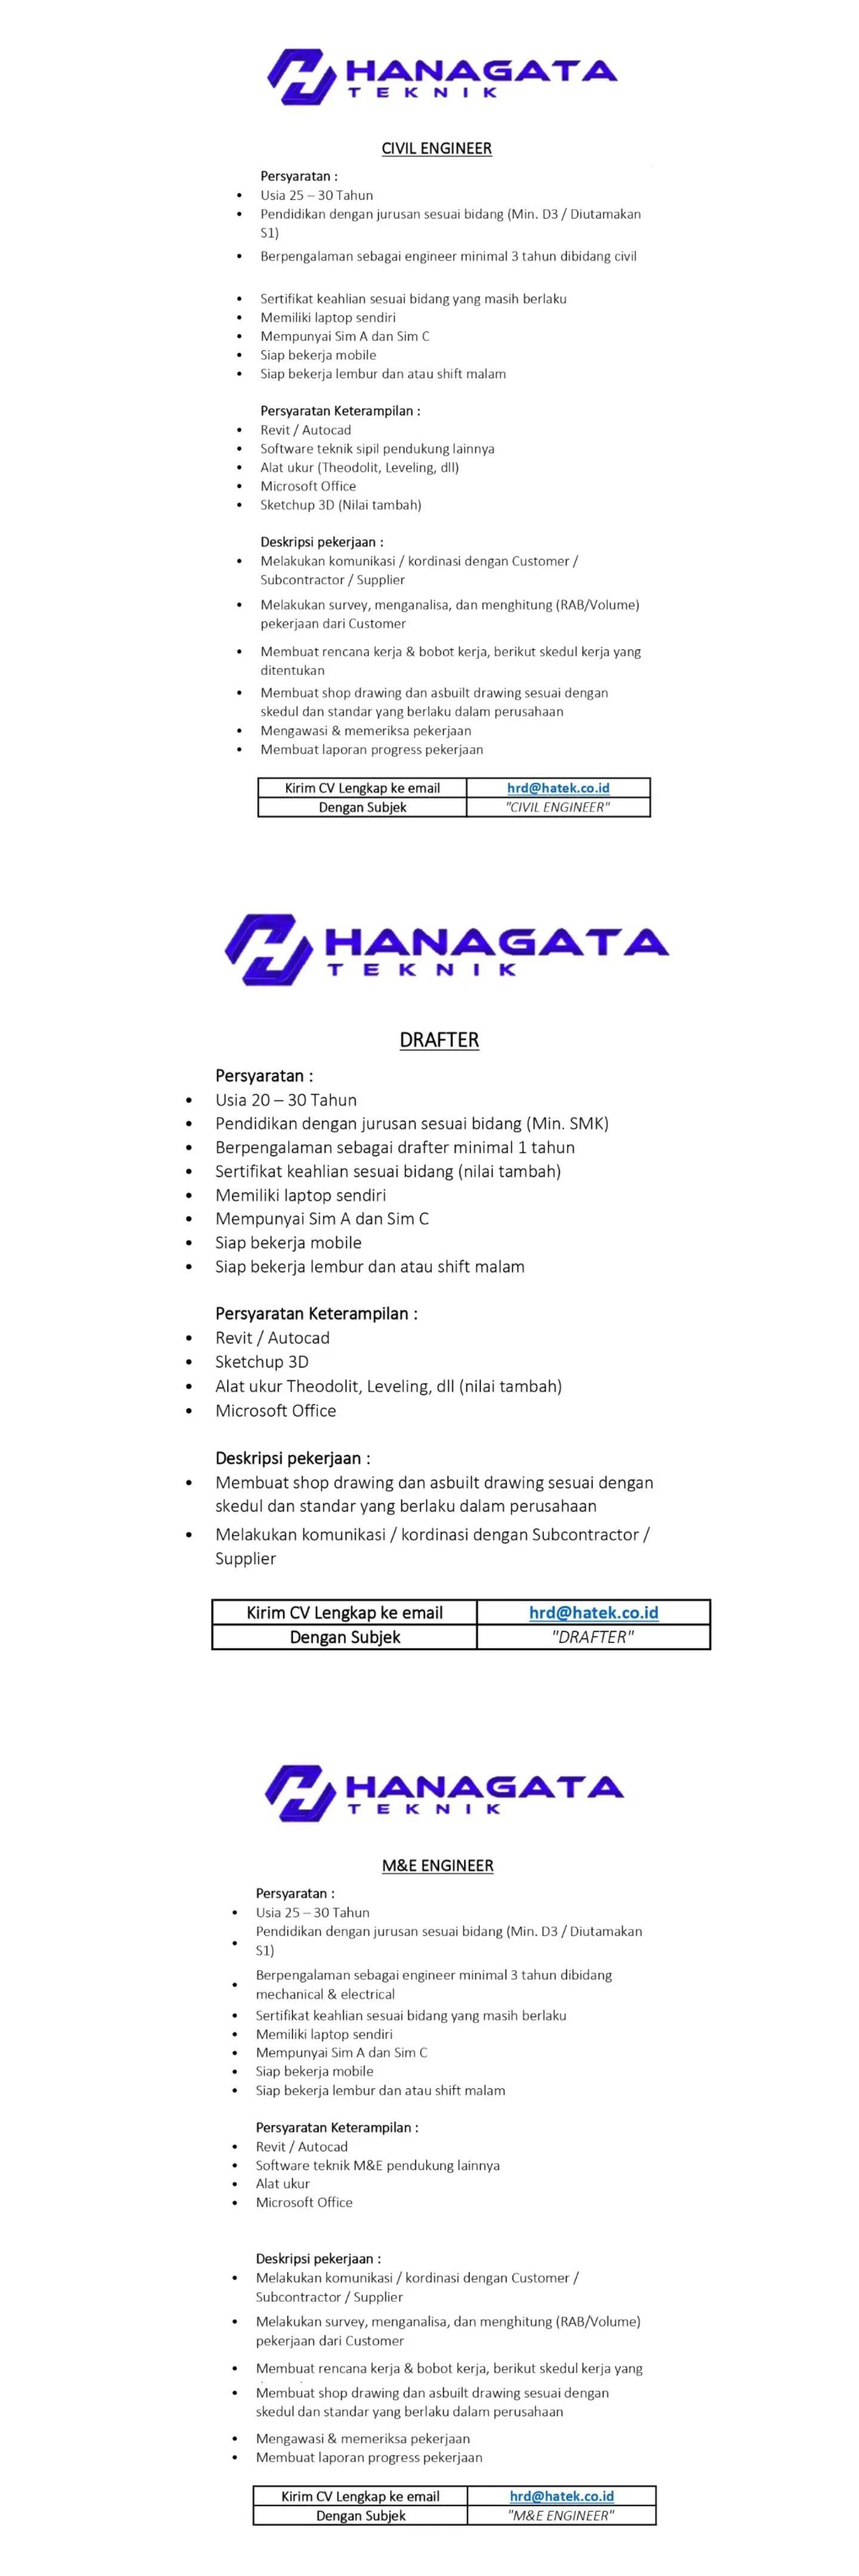 HANAGATA
TEKNIK
CIVIL ENGINEER
Persyaratan :
• Usia 25 – 30 Tahun
• Pendidikan dengan jurusan sesuai bidang (Min. D3 / Diutamakan
S1)
• Berpengalaman sebagai engineer minimal 3 tahun dibidang civil
• Sertifikat keahlian sesuai bidang yang masih berlaku
• Memiliki laptop sendiri
• Mempunyai Sim A dan Sim C
• Siap bekerja mobile
• Siap bekerja lembur dan atau shift malam
Persyaratan Keterampilan :
• Revit / Autocad
• Software teknik sipil pendukung lainnya
• Alat ukur (Theodolit, Leveling, dll)
• Microsoft Office
• Sketchup 3D (Nilai tambah)
Deskripsi pekerjaan :
• Melakukan komunikasi / kordinasi dengan Customer /
Subcontractor / Supplier
• Melakukan survey, menganalisa, dan menghitung (RAB/Volume)
pekerjaan dari Customer
• Membuat rencana kerja & bobot kerja, berikut skedul kerja yang
ditentukan
• Membuat shop drawing dan asbuilt drawing sesuai dengan
skedul dan standar yang berlaku dalam perusahaan
• Mengawasi & memeriksa pekerjaan
• Membuat laporan progress pekerjaan
Kirim CV Lengkap ke email hrd@hatek.co.id
Dengan Subjek "CIVIL ENGINEER"
HANAGATA
TEKNIK
DRAFTER
Persyaratan :
• Usia 20 – 30 Tahun
• Pendidikan dengan jurusan sesuai bidang (Min. SMK)
• Berpengalaman sebagai drafter minimal 1 tahun
• Sertifikat keahlian sesuai bidang (nilai tambah)
• Memiliki laptop sendiri
• Mempunyai Sim A dan Sim C
• Siap bekerja mobile
• Siap bekerja lembur dan atau shift malam
Persyaratan Keterampilan :
• Revit / Autocad
• Sketchup 3D
• Alat ukur Theodolit, Leveling, dll (nilai tambah)
• Microsoft Office
Deskripsi pekerjaan :
• Membuat shop drawing dan asbuilt drawing sesuai dengan
skedul dan standar yang berlaku dalam perusahaan
• Melakukan komunikasi / kordinasi dengan Subcontractor /
Supplier
Kirim CV Lengkap ke email hrd@hatek.co.id
Dengan Subjek "DRAFTER"
HANAGATA
TEKNIK
M&E ENGINEER
Persyaratan :
• Usia 25 – 30 Tahun
• Pendidikan dengan jurusan sesuai bidang (Min. D3 / Diutamakan
S1)
• Berpengalaman sebagai engineer minimal 3 tahun dibidang
mechanical & electrical
• Sertifikat keahlian sesuai bidang yang masih berlaku
• Memiliki laptop sendiri
• Mempunyai Sim A dan Sim C
• Siap bekerja mobile
• Siap bekerja lembur dan atau shift malam
Persyaratan Keterampilan :
• Revit / Autocad
• Software teknik M&E pendukung lainnya
• Alat ukur
• Microsoft Office
Deskripsi pekerjaan :
• Melakukan komunikasi / kordinasi dengan Customer /
Subcontractor / Supplier
• Melakukan survey, menganalisa, dan menghitung (RAB/Volume)
pekerjaan dari Customer
• Membuat rencana kerja & bobot kerja, berikut skedul kerja yang
• Membuat shop drawing dan asbuilt drawing sesuai dengan
skedul dan standar yang berlaku dalam perusahaan
• Mengawasi & memeriksa pekerjaan
• Membuat laporan progress pekerjaan
Kirim CV Lengkap ke email hrd@hatek.co.id
Dengan Subjek "M&E ENGINEER"